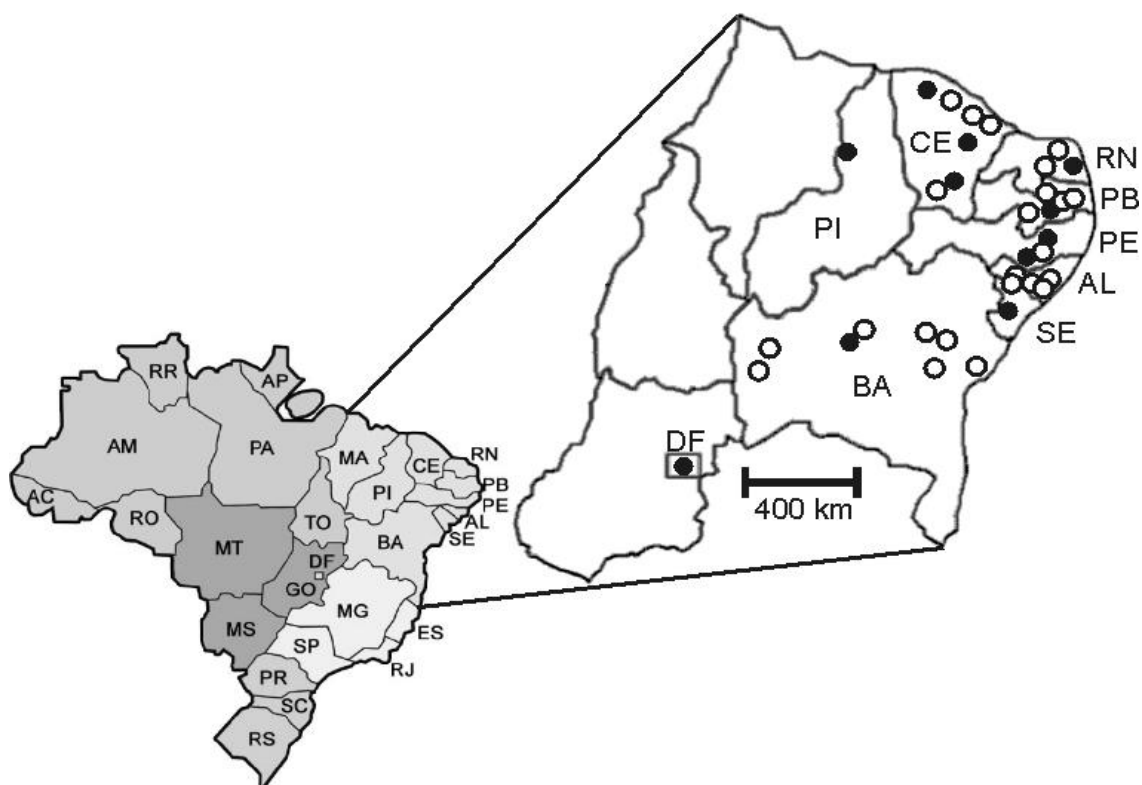 CE
RN
PB
PI
PE
AL
SE
BA
DF
400 km
RR
AP
AM
PA
MA
CE
RN
PB
PI
PE
AC
AL
RO
TO
SE
MT
BA
DF
GO
MG
MS
ES
SP
RJ
PR
SC
RS